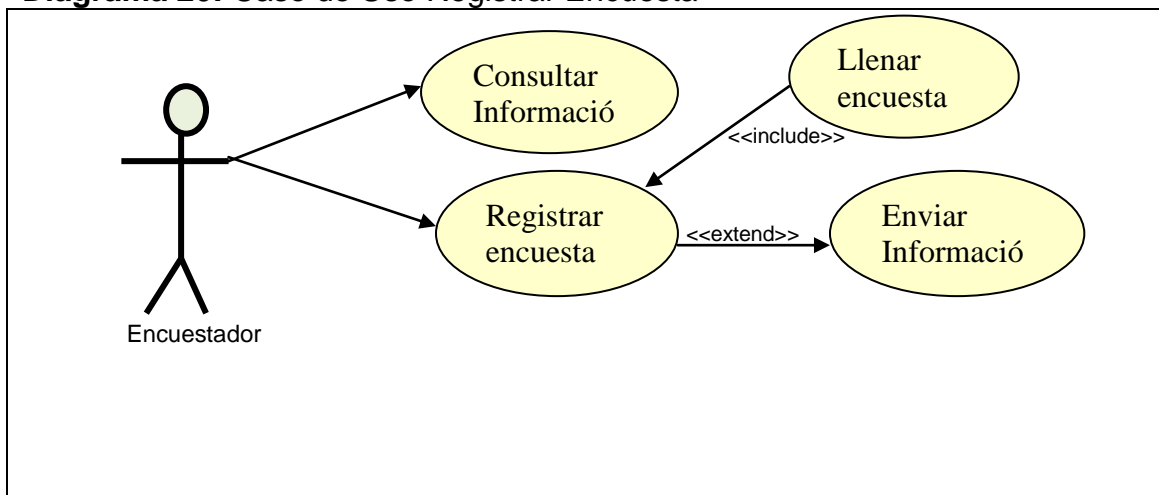 Diagrama 20. Caso de Uso Registrar Encuesta
Consultar
Informació
Llenar
encuesta
<<include>>
Registrar
encuesta
<<extend>>
Enviar
Informació
Encuestador